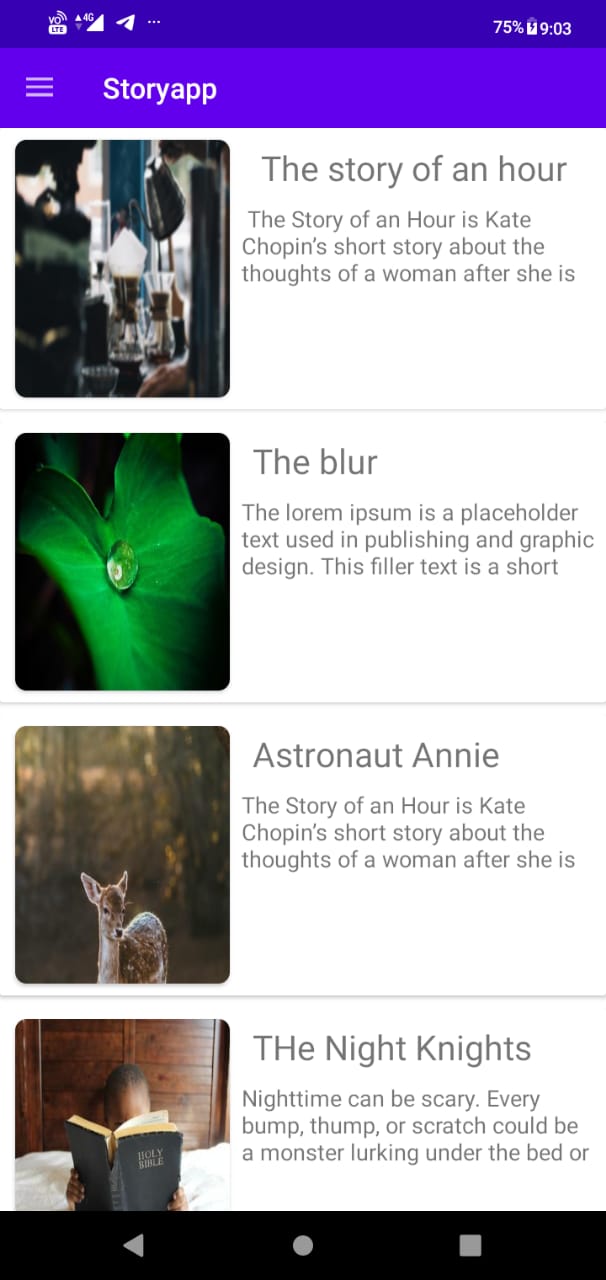 VO LTE 4G 75% 9:03
Storyapp
The story of an hour
The Story of an Hour is Kate
Chopin’s short story about the
thoughts of a woman after she is
The blur
The lorem ipsum is a placeholder
text used in publishing and graphic
design. This filler text is a short
Astronaut Annie
The Story of an Hour is Kate
Chopin’s short story about the
thoughts of a woman after she is
THe Night Knights
Nighttime can be scary. Every
bump, thump, or scratch could be
a monster lurking under the bed or
HOLY
BIBLE